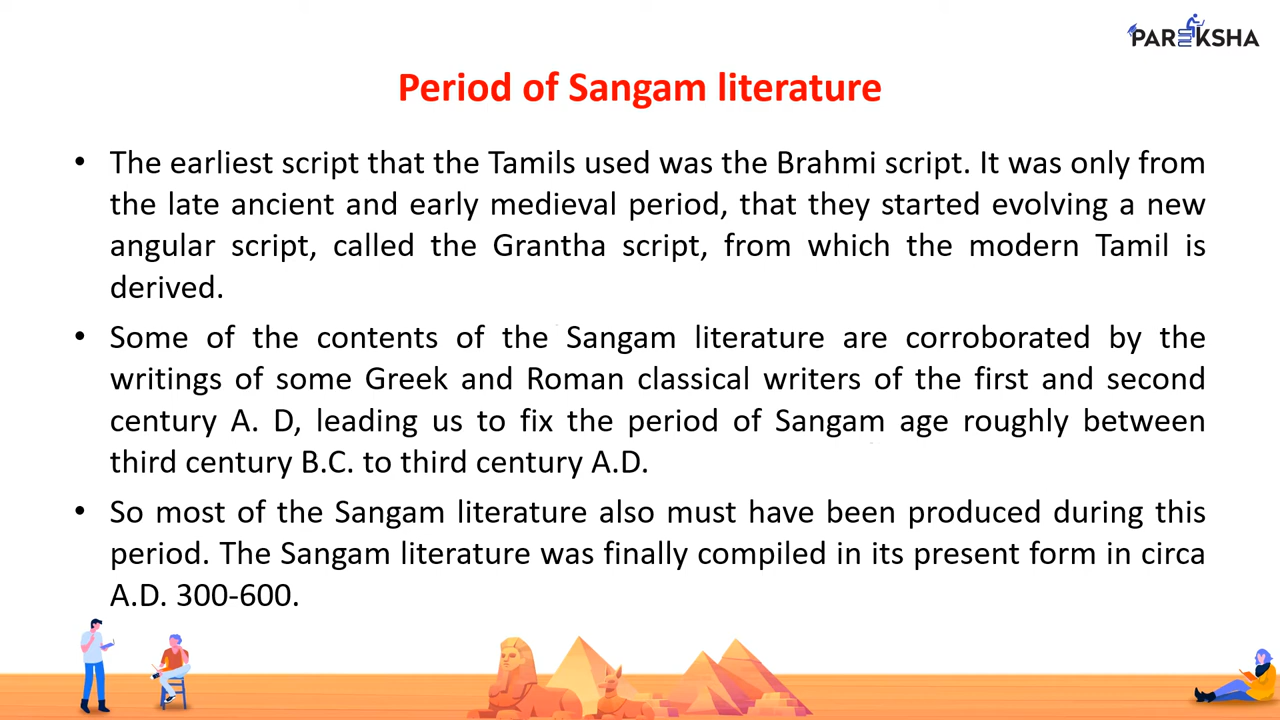 PAREKSHA
Period of Sangam literature
• The earliest script that the Tamils used was the Brahmi script. It was only from
the late ancient and early medieval period, that they started evolving a new
angular script, called the Grantha script, from which the modern Tamil is
derived.
• Some of the contents of the Sangam literature are corroborated by the
writings of some Greek and Roman classical writers of the first and second
century A. D, leading us to fix the period of Sangam age roughly between
third century B.C. to third century A.D.
• So most of the Sangam literature also must have been produced during this
period. The Sangam literature was finally compiled in its present form in circa
A.D. 300-600.